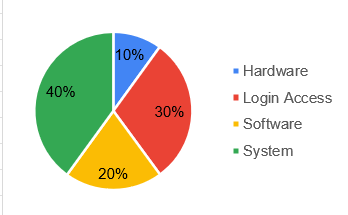 10%
30%
20%
40%
Hardware
Login Access
Software
System